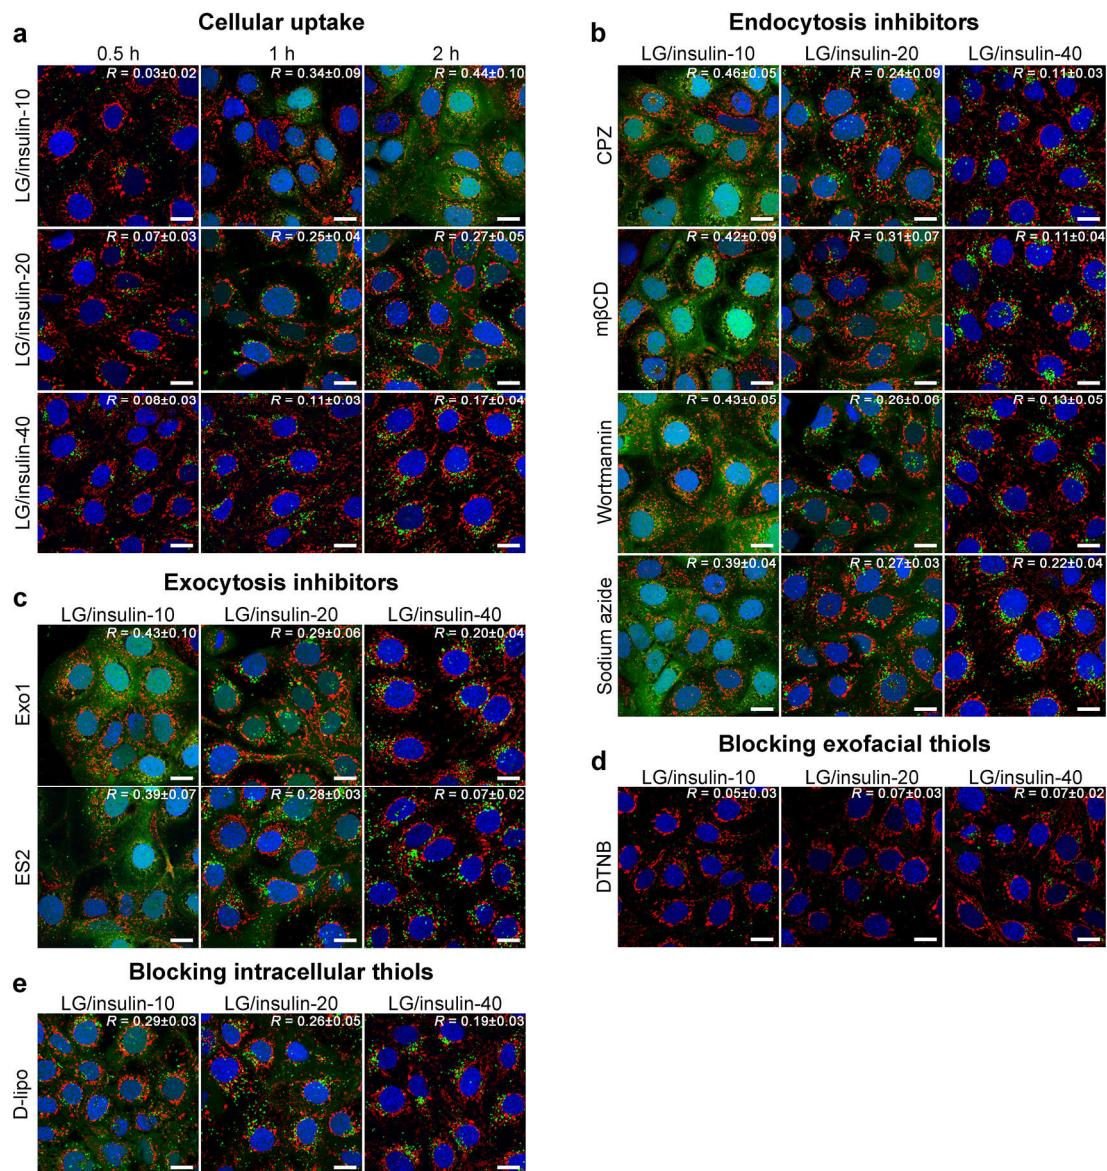 a
Cellular uptake
0.5 h
1 h
2 h
LG/insulin-10
R = 0.03±0.02
R = 0.34±0.09
R = 0.44±0.10
LG/insulin-20
R = 0.07±0.03
R = 0.25±0.04
R = 0.27±0.05
LG/insulin-40
R = 0.08±0.03
R = 0.11±0.03
R = 0.17±0.04
b
Endocytosis inhibitors
LG/insulin-10
LG/insulin-20
LG/insulin-40
CPZ
R = 0.46±0.05
R = 0.24±0.09
R = 0.11±0.03
mβCD
R = 0.42±0.09
R = 0.31±0.07
R = 0.11±0.04
Wortmannin
R = 0.43±0.05
R = 0.26±0.06
R = 0.13±0.05
Sodium azide
R = 0.39±0.04
R = 0.27±0.03
R = 0.22±0.04
c
Exocytosis inhibitors
LG/insulin-10
LG/insulin-20
LG/insulin-40
Exo1
R = 0.43±0.10
R = 0.29±0.06
R = 0.20±0.04
ES2
R = 0.39±0.07
R = 0.28±0.03
R = 0.07±0.02
d
Blocking exofacial thiols
LG/insulin-10
LG/insulin-20
LG/insulin-40
DTNB
R = 0.05±0.03
R = 0.07±0.03
R = 0.07±0.02
e
Blocking intracellular thiols
LG/insulin-10
LG/insulin-20
LG/insulin-40
D-lipo
R = 0.29±0.03
R = 0.26±0.05
R = 0.19±0.03